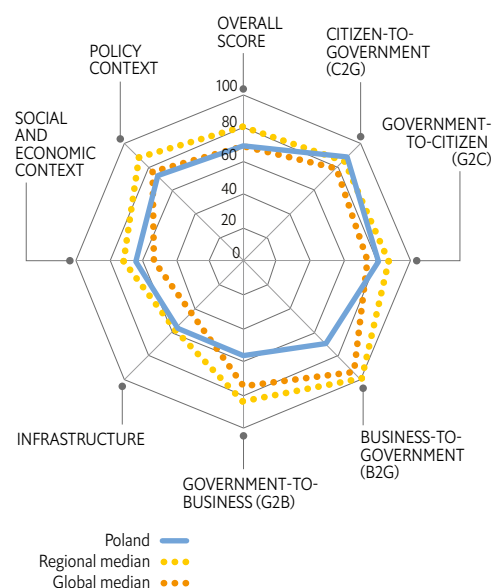 OVERALL
SCORE
CITIZEN-TO-
GOVERNMENT
(C2G)
GOVERNMENT-
TO-CITIZEN
(G2C)
BUSINESS-TO-
GOVERNMENT
(B2G)
GOVERNMENT-TO-
BUSINESS (G2B)
INFRASTRUCTURE
SOCIAL
AND
ECONOMIC
CONTEXT
POLICY
CONTEXT
100
80
60
40
20
0
Poland
Regional median
Global median